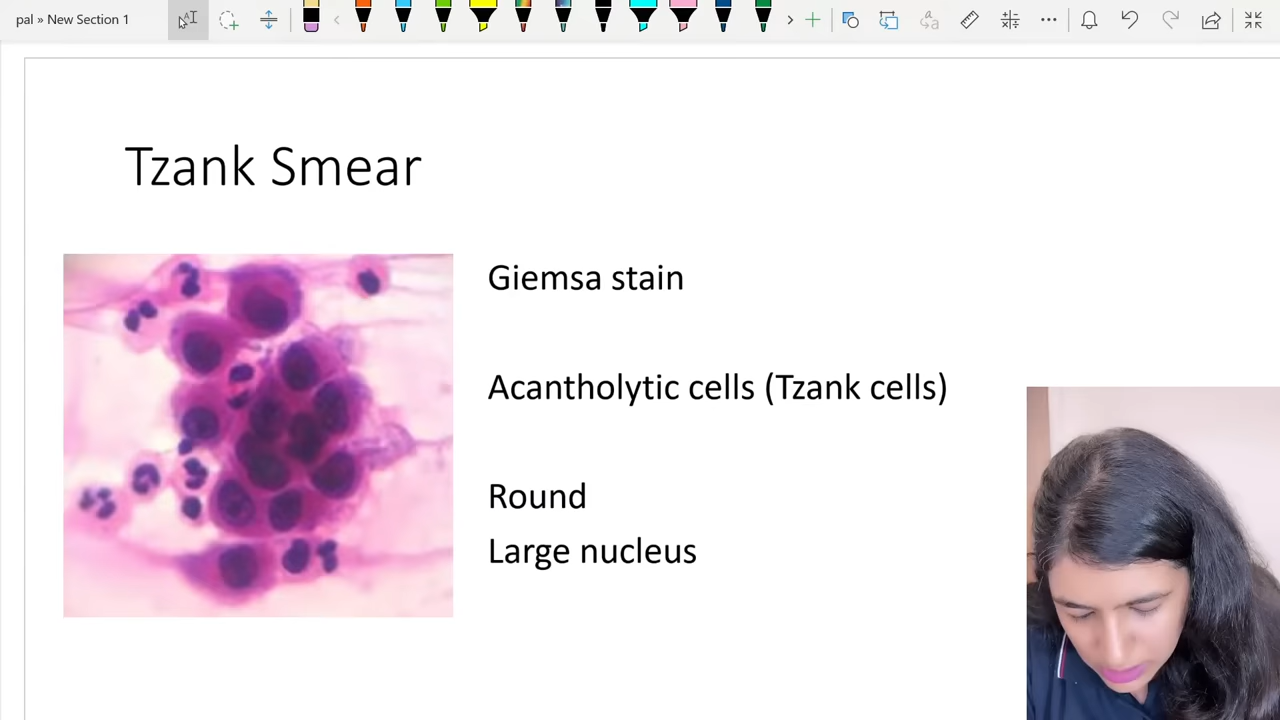 pal » New Section 1
Tzank Smear
Giemsa stain
Acantholytic cells (Tzank cells)
Round
Large nucleus